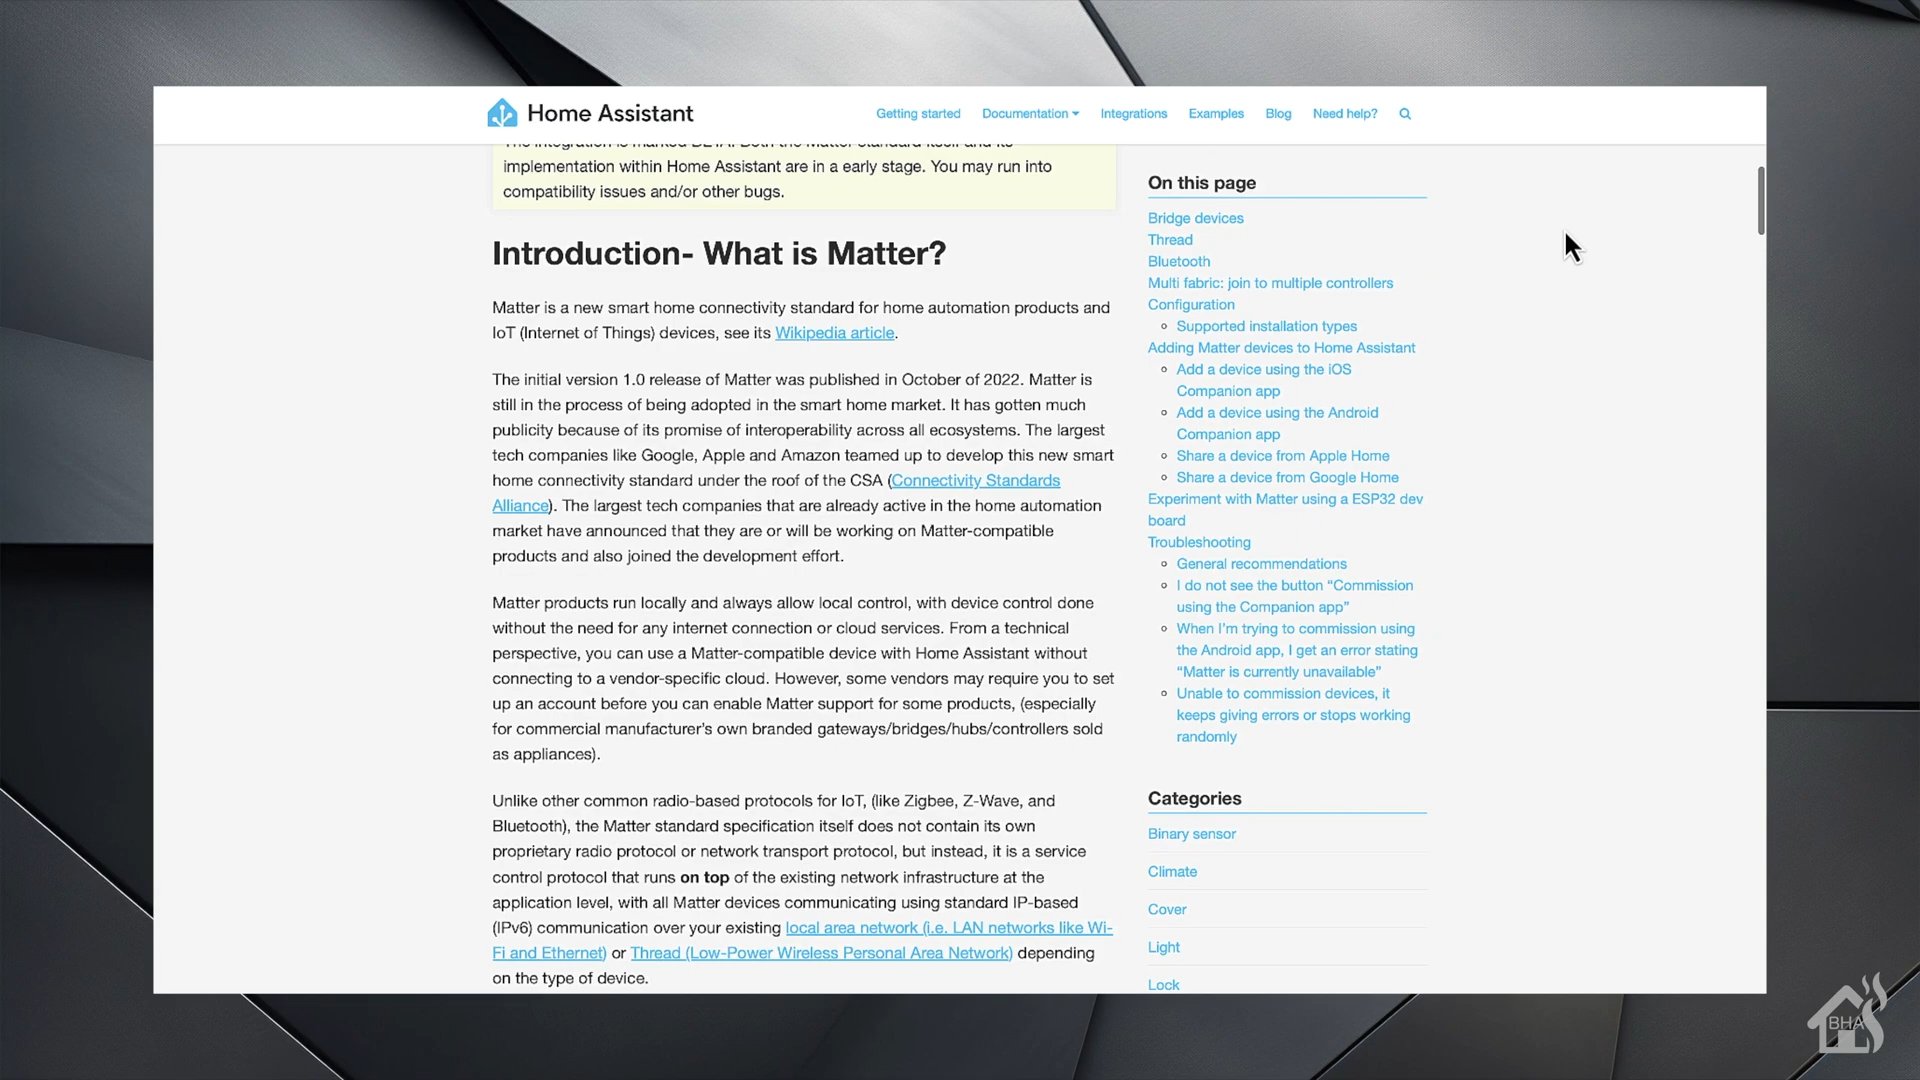 Home Assistant
Getting started
Documentation
Integrations
Examples
Blog
Need help?
The integration is marked BETA: Both the Matter standard itself and its
implementation within Home Assistant are in a early stage. You may run into
compatibility issues and/or other bugs.
Introduction- What is Matter?
Matter is a new smart home connectivity standard for home automation products and
IoT (Internet of Things) devices, see its Wikipedia article.
The initial version 1.0 release of Matter was published in October of 2022. Matter is
still in the process of being adopted in the smart home market. It has gotten much
publicity because of its promise of interoperability across all ecosystems. The largest
tech companies like Google, Apple and Amazon teamed up to develop this new smart
home connectivity standard under the roof of the CSA (Connectivity Standards
Alliance). The largest tech companies that are already active in the home automation
market have announced that they are or will be working on Matter-compatible
products and also joined the development effort.
Matter products run locally and always allow local control, with device control done
without the need for any internet connection or cloud services. From a technical
perspective, you can use a Matter-compatible device with Home Assistant without
connecting to a vendor-specific cloud. However, some vendors may require you to set
up an account before you can enable Matter support for some products, (especially
for commercial manufacturer's own branded gateways/bridges/hubs/controllers sold
as appliances).
Unlike other common radio-based protocols for IoT, (like Zigbee, Z-Wave, and
Bluetooth), the Matter standard specification itself does not contain its own
proprietary radio protocol or network transport protocol, but instead, it is a service
control protocol that runs on top of the existing network infrastructure at the
application level, with all Matter devices communicating using standard IP-based
(IPv6) communication over your existing local area network (i.e. LAN networks like Wi-
Fi and Ethernet) or Thread (Low-Power Wireless Personal Area Network) depending
on the type of device.
On this page
Bridge devices
Thread
Bluetooth
Multi fabric: join to multiple controllers
Configuration
Supported installation types
Adding Matter devices to Home Assistant
Add a device using the iOS
Companion app
Add a device using the Android
Companion app
Share a device from Apple Home
Share a device from Google Home
Experiment with Matter using a ESP32 dev
board
Troubleshooting
General recommendations
I do not see the button “Commission
using the Companion app”
When I'm trying to commission using
the Android app, I get an error stating
“Matter is currently unavailable”
Unable to commission devices, it
keeps giving errors or stops working
randomly
Categories
Binary sensor
Climate
Cover
Light
Lock
BHA